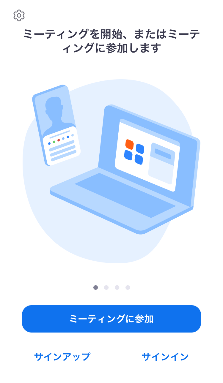 ミーティングを開始、またはミーテ
ィングに参加します
ミーティングに参加
サインアップ
サインイン